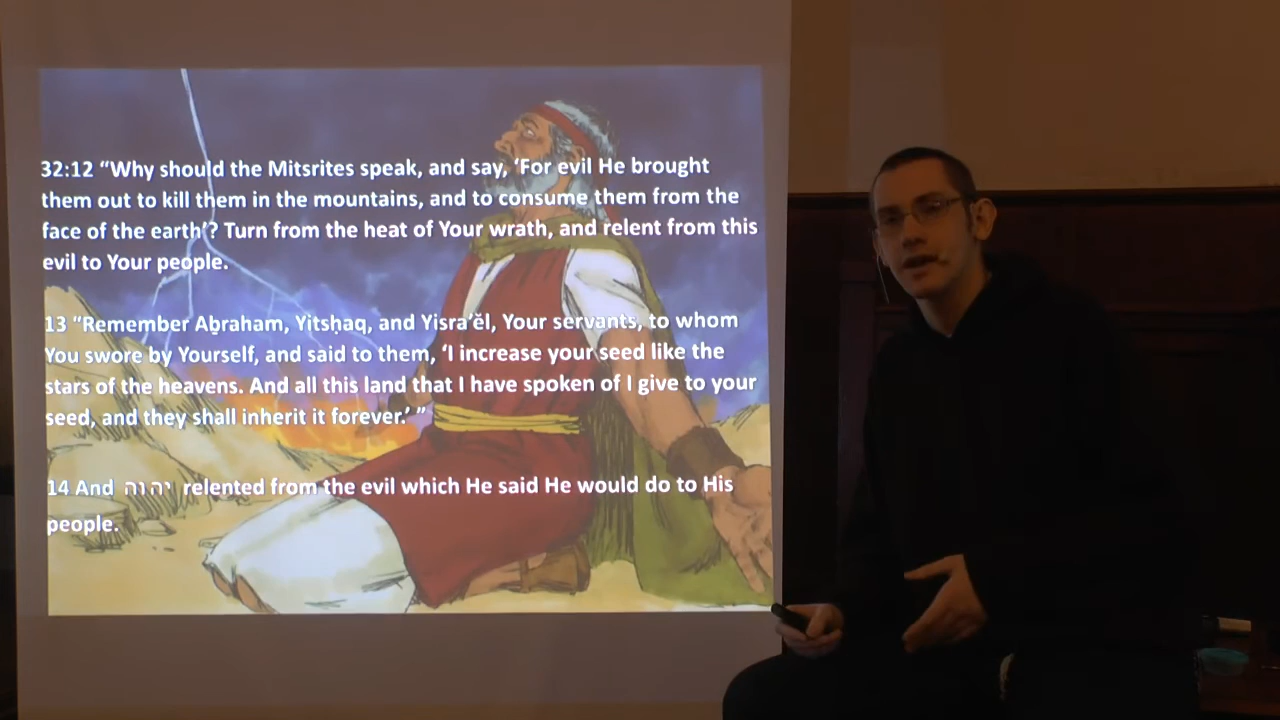 32:12 “Why should the Mitsrites speak, and say, ‘For evil He brought
them out to kill them in the mountains, and to consume them from the
face of the earth’? Turn from the heat of Your wrath, and relent from this
evil to Your people.
13 “Remember Aḇraham, Yitsḥaq, and Yisra’ĕl, Your servants, to whom
You swore by Yourself, and said to them, ‘I increase your seed like the
stars of the heavens. And all this land that I have spoken of I give to your
seed, and they shall inherit it forever.’ ”
14 And יהוה relented from the evil which He said He would do to His
people.